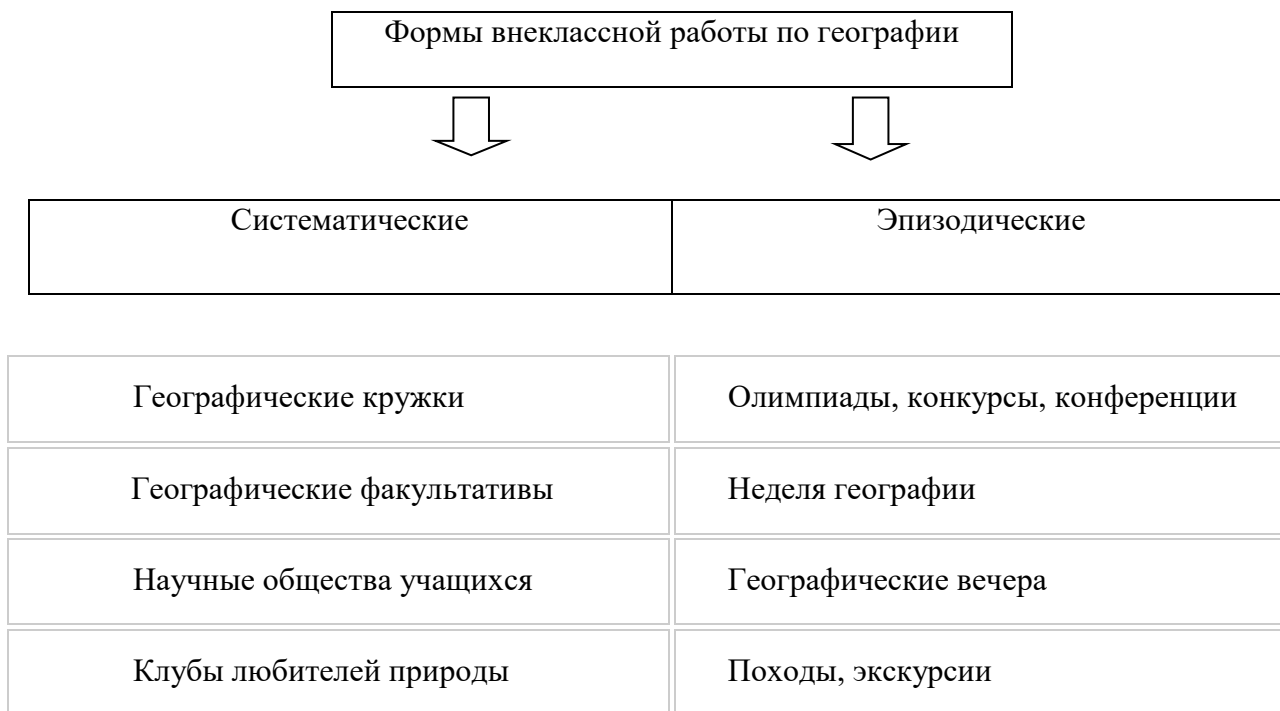 Формы внеклассной работы по географии
Систематические
Эпизодические
Географические кружки
Олимпиады, конкурсы, конференции
Географические факультативы
Неделя географии
Научные общества учащихся
Географические вечера
Клубы любителей природы
Походы, экскурсии